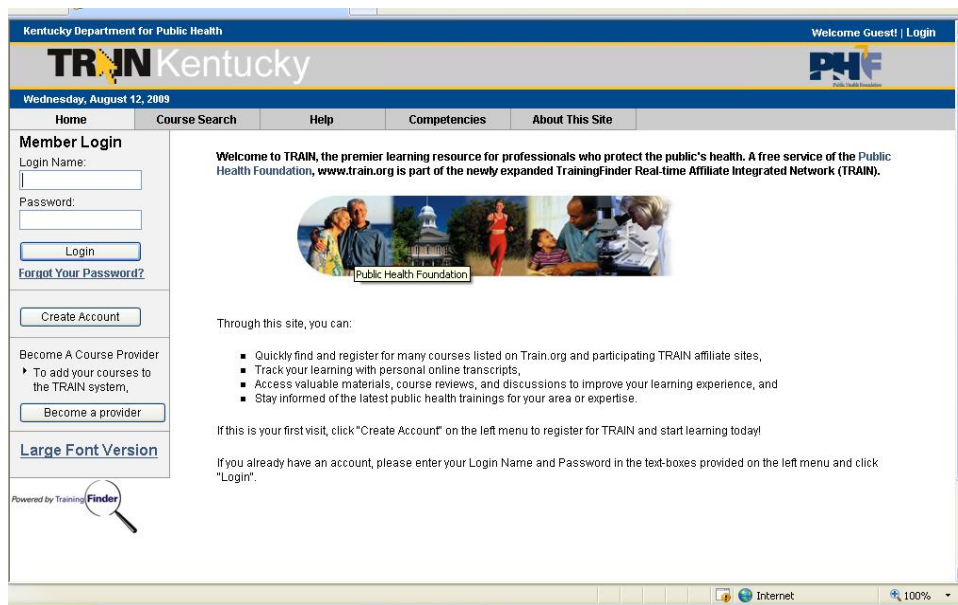 Kentucky Department for Public Health
Welcome Guest! | Login
TRAIN Kentucky
PHF
Public Health Foundation
Wednesday, August 12, 2009
Home Course Search Help Competencies About This Site
Member Login
Login Name:
Password:
Login
Forgot Your Password?
Create Account
Become A Course Provider
To add your courses to
the TRAIN system,
Become a provider
Large Font Version
Powered by Training Finder
Welcome to TRAIN, the premier learning resource for professionals who protect the public's health. A free service of the Public
Health Foundation, www.train.org is part of the newly expanded TrainingFinder Real-time Affiliate Integrated Network (TRAIN).
Public Health Foundation
Through this site, you can:
Quickly find and register for many courses listed on Train.org and participating TRAIN affiliate sites,
Track your learning with personal online transcripts,
Access valuable materials, course reviews, and discussions to improve your learning experience, and
Stay informed of the latest public health trainings for your area or expertise.
If this is your first visit, click "Create Account" on the left menu to register for TRAIN and start learning today!
If you already have an account, please enter your Login Name and Password in the text-boxes provided on the left menu and click
"Login".
Internet
100%